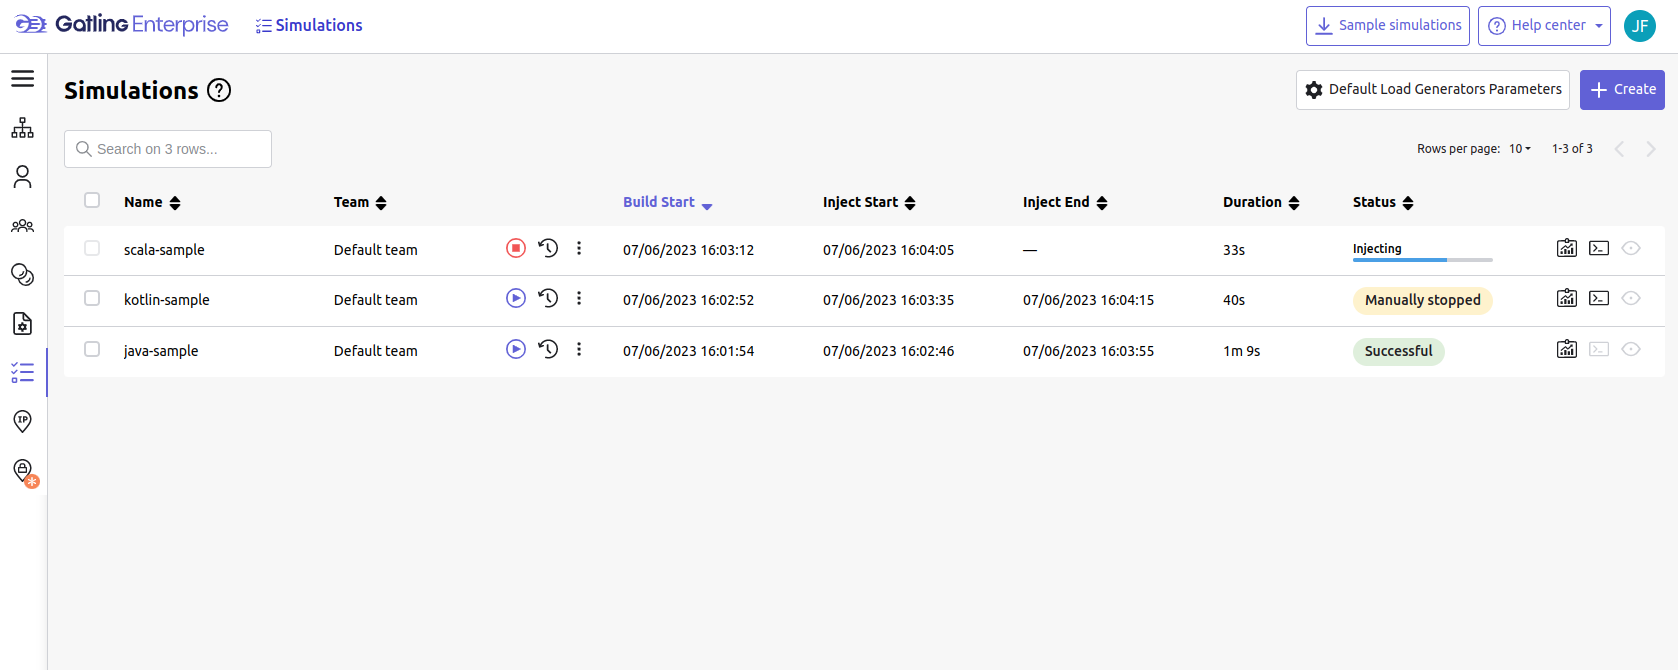 Gatling Enterprise Simulations Sample simulations Help center JF
Simulations ? Default Load Generators Parameters Create
Search on 3 rows... Rows per page: 10 1-3 of 3
Name Team Build Start Inject Start Inject End Duration Status
scala-sample Default team 07/06/2023 16:03:12 07/06/2023 16:04:05 — 33s Injecting
kotlin-sample Default team 07/06/2023 16:02:52 07/06/2023 16:03:35 07/06/2023 16:04:15 40s Manually stopped
java-sample Default team 07/06/2023 16:01:54 07/06/2023 16:02:46 07/06/2023 16:03:55 1m 9s Successful
IP